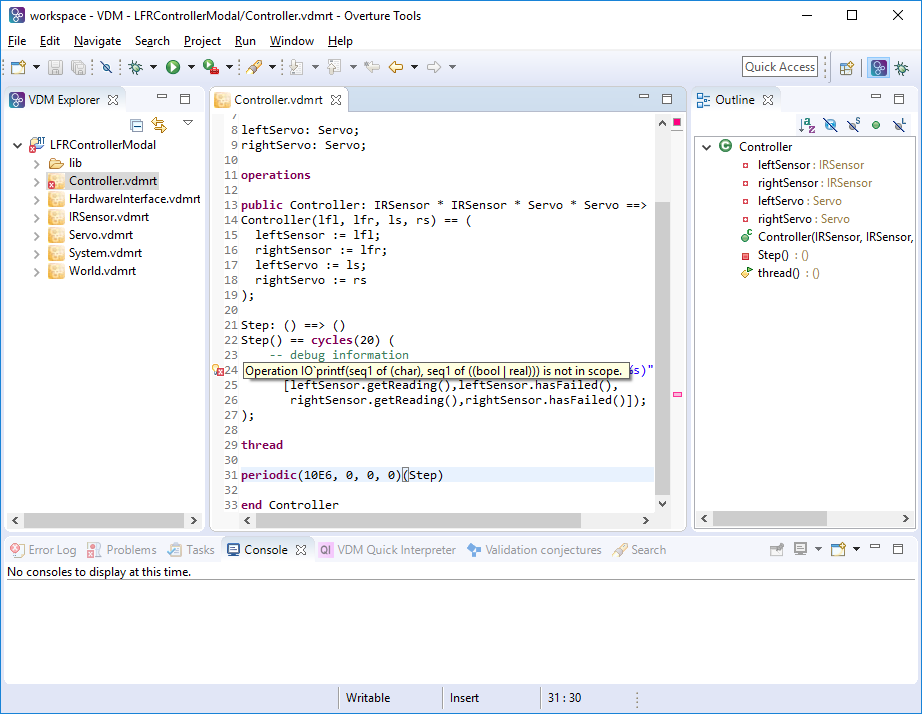 workspace - VDM - LFRControllerModal/Controller.vdmrt - Overture Tools
File Edit Navigate Search Project Run Window Help
Quick Access
VDM Explorer
LFRControllerModal
lib
Controller.vdmrt
HardwareInterface.vdmrt
IRSensor.vdmrt
Servo.vdmrt
System.vdmrt
World.vdmrt
Controller.vdmrt
8 leftServo: Servo;
9 rightServo: Servo;
10
11 operations
12
13 public Controller: IRSensor * IRSensor * Servo * Servo ==>
14 Controller(lfl, lfr, ls, rs) == (
15 leftSensor := lfl;
16 rightSensor := lfr;
17 leftServo := ls;
18 rightServo := rs
19 );
20
21 Step: () ==> ()
22 Step() == cycles(20) (
23 -- debug information
24 Operation IO`printf(seq1 of (char), seq1 of ((bool | real))) is not in scope. s)"
25 [leftSensor.getReading(),leftSensor.hasFailed(),
26 rightSensor.getReading(),rightSensor.hasFailed()]);
27 );
28
29 thread
30
31 periodic(10E6, 0, 0, 0)(Step)
32
33 end Controller
Outline
Controller
leftSensor : IRSensor
rightSensor : IRSensor
leftServo : Servo
rightServo : Servo
Controller(IRSensor, IRSensor,
Step() : ()
thread() : ()
Error Log Problems Tasks Console VDM Quick Interpreter Validation conjectures Search
No consoles to display at this time.
Writable Insert 31 : 30